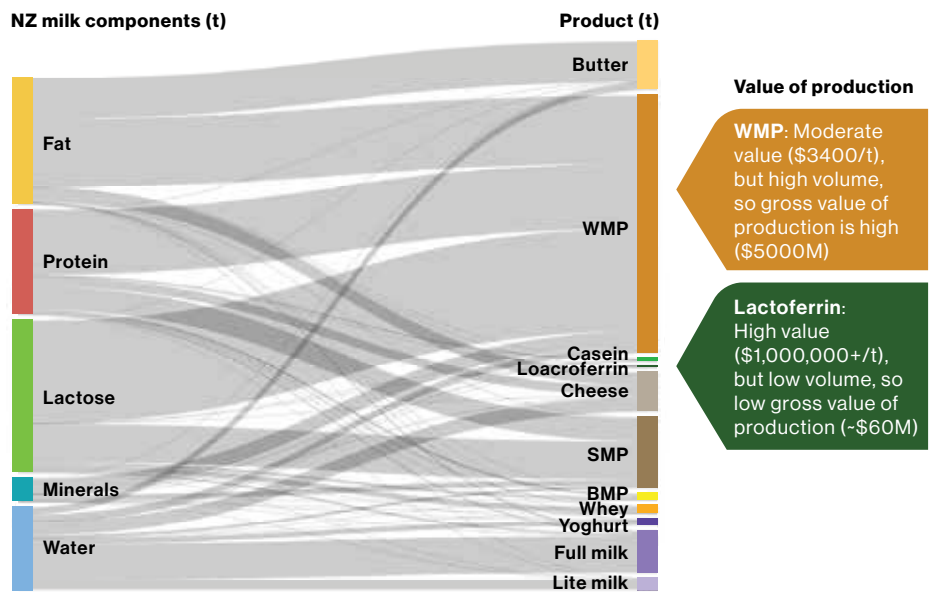 NZ milk components (t)
Product (t)
Fat
Protein
Lactose
Minerals
Water
Butter
WMP
Casein
Loacroferrin
Cheese
SMP
BMP
Whey
Yoghurt
Full milk
Lite milk
Value of production
WMP: Moderate
value ($3400/t),
but high volume,
so gross value of
production is high
($5000M)
Lactoferrin:
High value
($1,000,000+/t),
but low volume, so
low gross value of
production (~$60M)